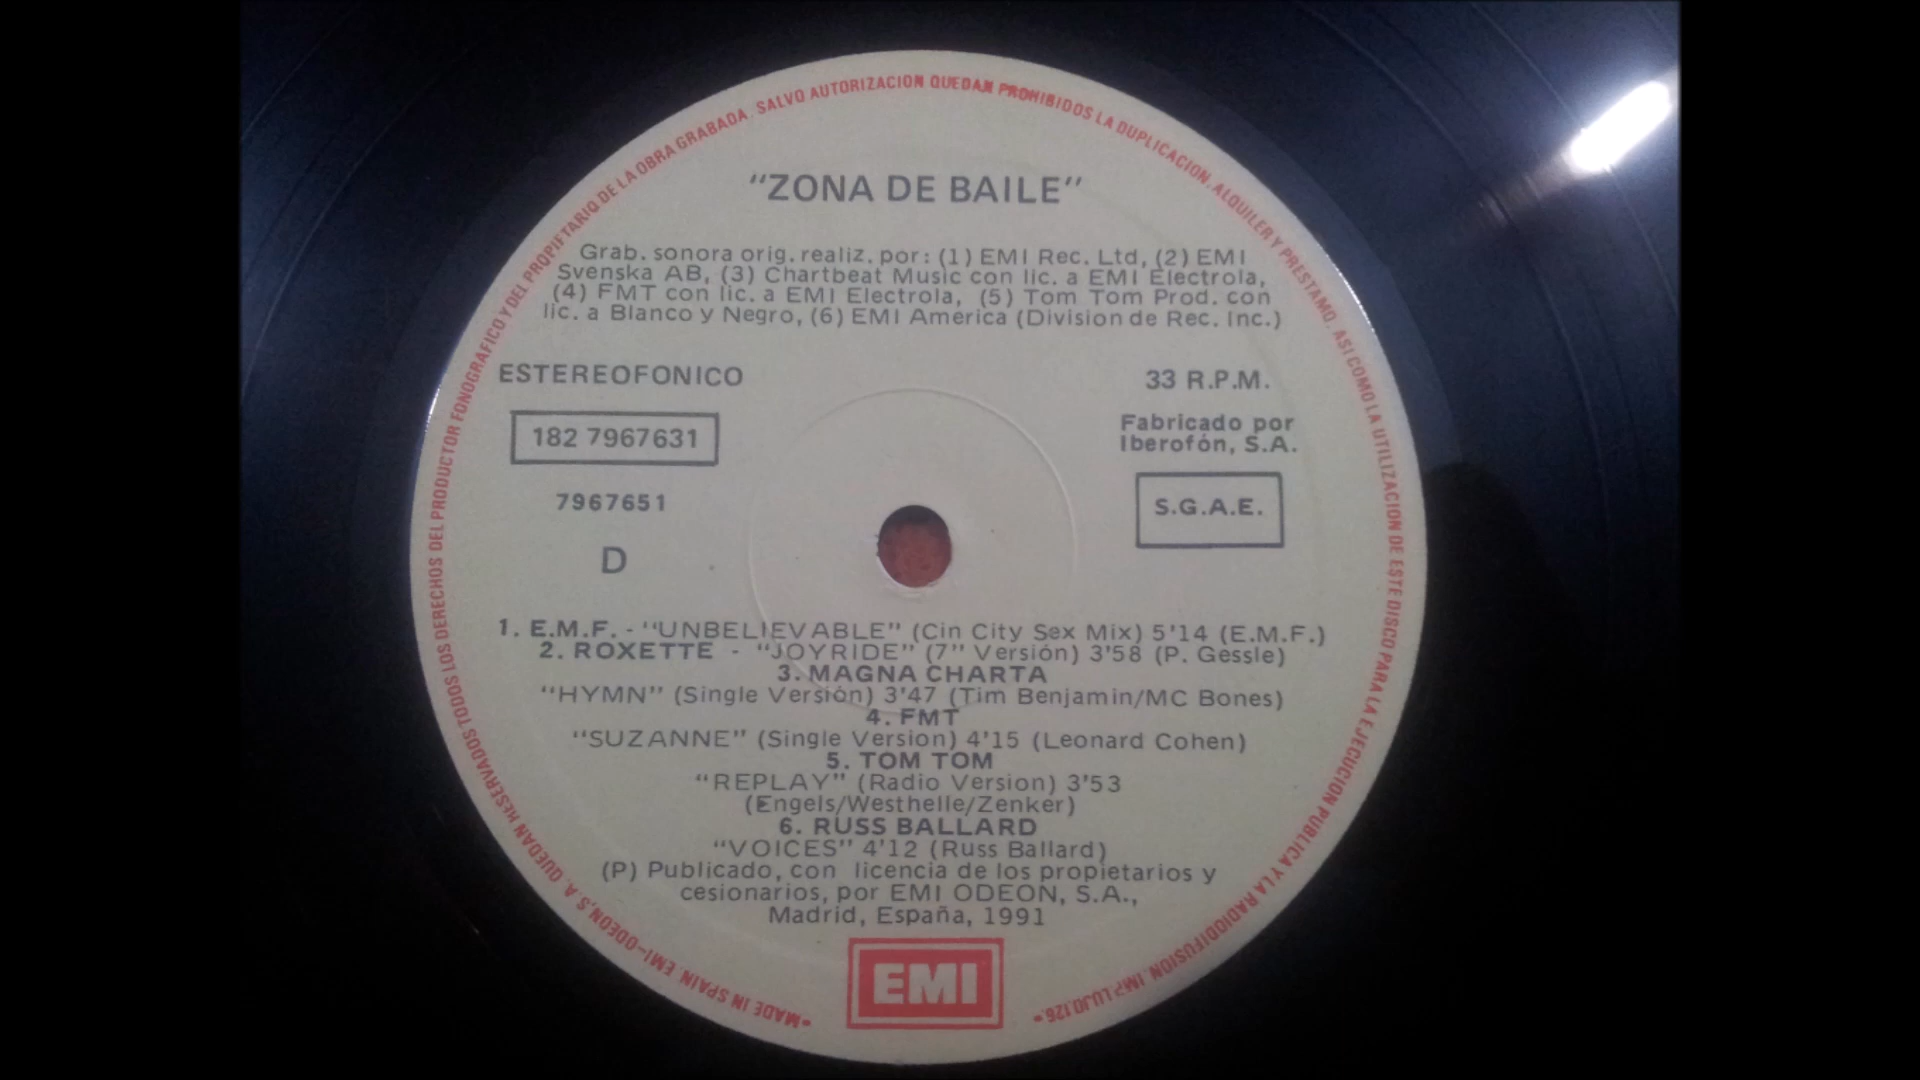 "ZONA DE BAILE"
Grab. sonora orig. realiz. por: (1) EMI Rec. Ltd, (2) EMI
Svenska AB, (3) Chartbeat Music con lic. a EMI Electrola,
(4) FMT con lic. a EMI Electrola, (5) Tom Tom Prod. con
lic. a Blanco y Negro, (6) EMI America (Division de Rec. Inc.)
ESTEREOFONICO
33 R.P.M.
182 7967631
Fabricado por
Iberofón, S.A.
7967651
S.G.A.E.
D
1. E.M.F. - "UNBELIEVABLE" (Cin City Sex Mix) 5'14 (E.M.F.)
2. ROXETTE - "JOYRIDE" (7" Versión) 3'58 (P. Gessle)
3. MAGNA CHARTA
"HYMN" (Single Versión) 3'47 (Tim Benjamin/MC Bones)
4. FMT
"SUZANNE" (Single Version) 4'15 (Leonard Cohen)
5. TOM TOM
"REPLAY" (Radio Version) 3'53
(Engels/Westhelle/Zenker)
6. RUSS BALLARD
"VOICES" 4'12 (Russ Ballard)
(P) Publicado, con licencia de los propietarios y
cesionarios, por EMI ODEON, S.A.,
Madrid, España, 1991
EMI
•MADE IN SPAIN. EMI-ODEON, S.A. QUEDAN RESERVADOS TODOS LOS DERECHOS DEL PRODUCTOR FONOGRAFICO Y DEL PROPIETARIO DE LA OBRA GRABADA. SALVO AUTORIZACION QUEDAN PROHIBIDOS LA DUPLICACION, ALQUILER Y PRESTAMO, ASI COMO LA UTILIZACION DE ESTE DISCO PARA LA EJECUCION PUBLICA Y LA RADIODIFUSION. IMP. LUJO,126.•